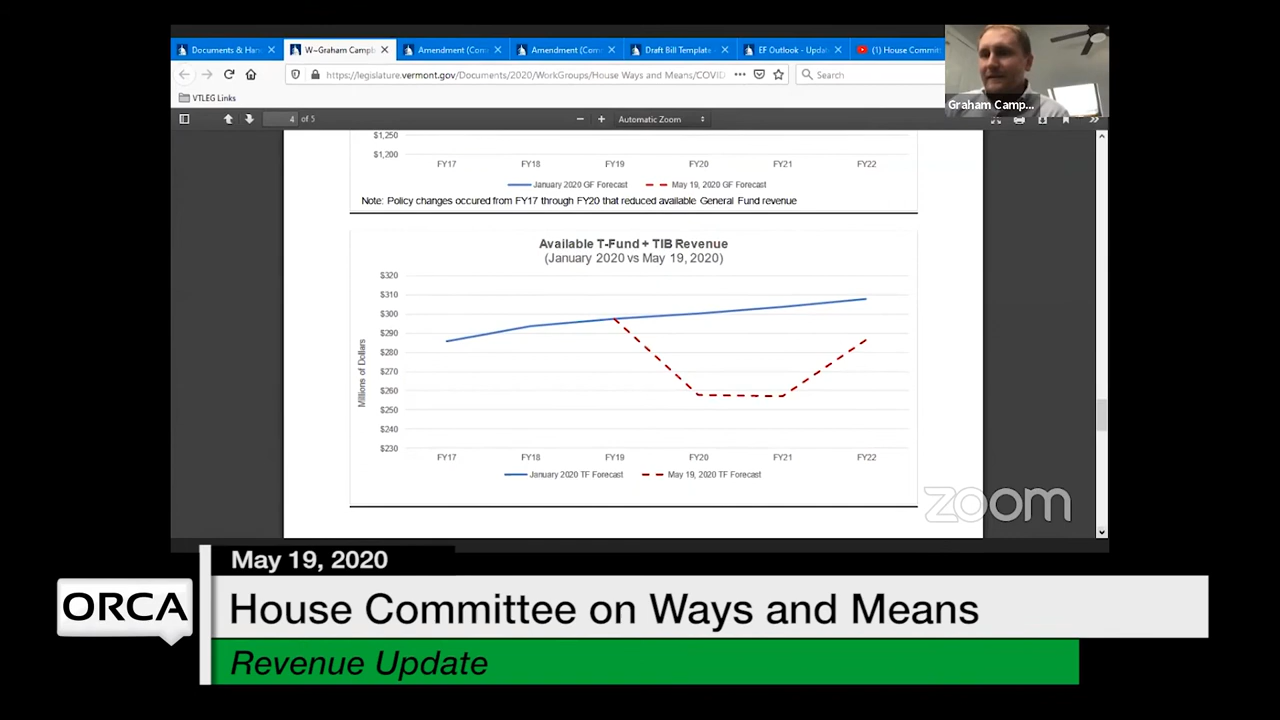 Documents & Han
W~Graham Campb
Amendment (Com
Amendment (Com
Draft Bill Template -
EF Outlook - Upda
(1) House Commit
https://legislature.vermont.gov/Documents/2020/WorkGroups/House Ways and Means/COVID
Search
Graham Camp...
VTLEG Links
4 of 5
Automatic Zoom
$1,250
$1,200
FY17 FY18 FY19 FY20 FY21 FY22
January 2020 GF Forecast May 19, 2020 GF Forecast
Note: Policy changes occured from FY17 through FY20 that reduced available General Fund revenue
Available T-Fund + TIB Revenue
(January 2020 vs May 19, 2020)
Millions of Dollars
$320
$310
$300
$290
$280
$270
$260
$250
$240
$230
FY17 FY18 FY19 FY20 FY21 FY22
January 2020 TF Forecast May 19, 2020 TF Forecast
zoom
May 19, 2020
ORCA
House Committee on Ways and Means
Revenue Update